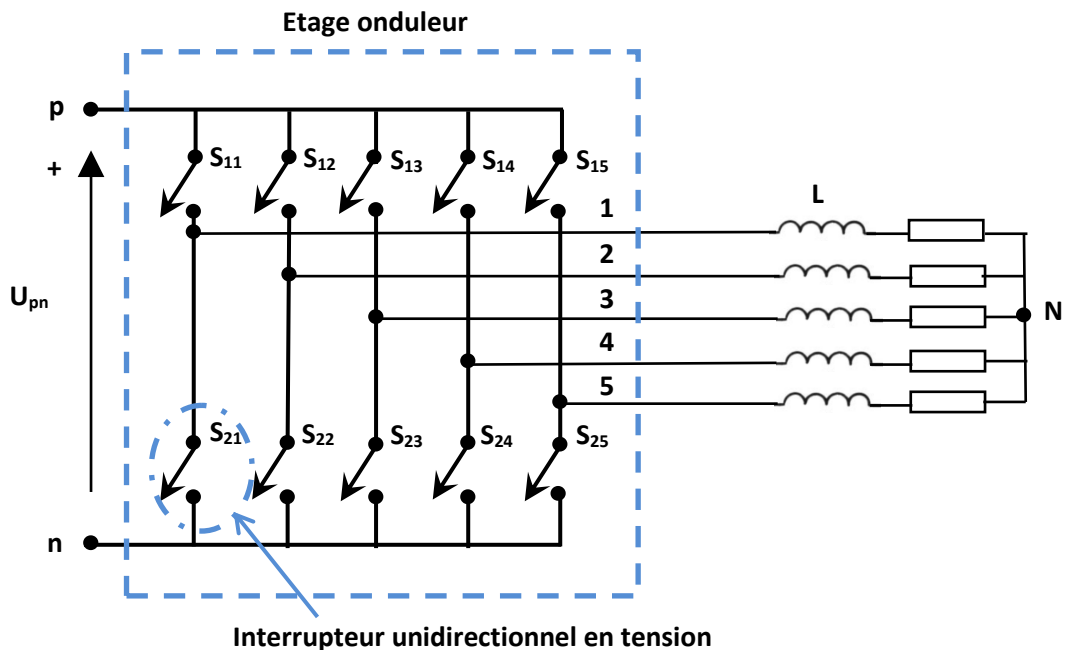 Etage onduleur
p
+
S11 S12 S13 S14 S15
L
1
2
3
4
5
Upn
N
S21 S22 S23 S24 S25
n
Interrupteur unidirectionnel en tension